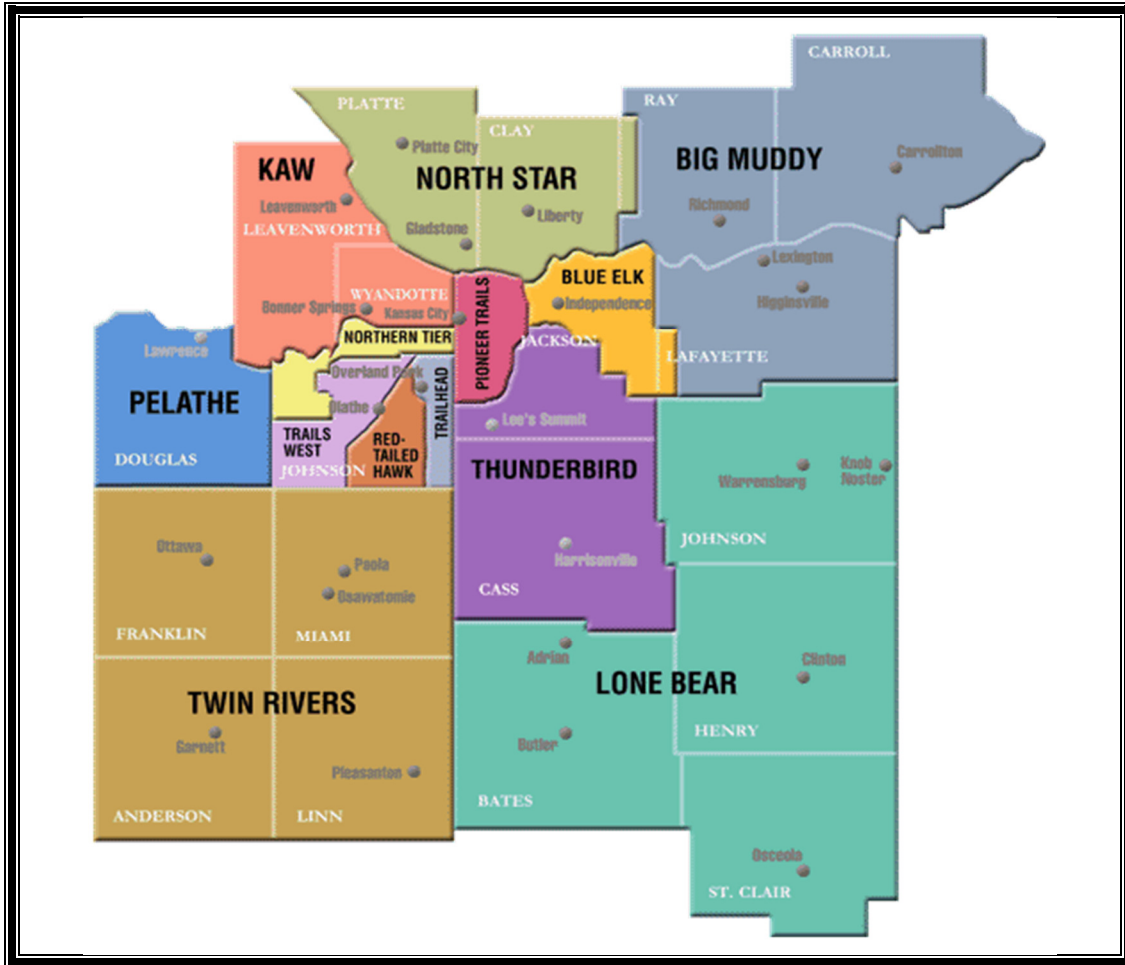 CARROLL
PLATTE
RAY
CLAY
Platte City
Carrollton
BIG MUDDY
KAW
NORTH STAR
Leavenworth
Richmond
Liberty
LEAVENWORTH
Gladstone
Lexington
BLUE ELK
WYANDOTTE
Independence
Higginsville
Bonner Springs
Kansas City
PIONEER TRAILS
NORTHERN TIER
JACKSON
Lawrence
LAFAYETTE
Overland Park
TRAILHEAD
PELATHE
Olathe
Lee's Summit
TRAILS
WEST
RED-
TAILED
HAWK
DOUGLAS
JOHNSON
THUNDERBIRD
Warrensburg
Knob
Noster
JOHNSON
Ottawa
Paola
Harrisonville
Osawatomie
CASS
FRANKLIN
MIAMI
Adrian
Clinton
LONE BEAR
TWIN RIVERS
HENRY
Garnett
Butler
Pleasanton
BATES
ANDERSON
LINN
Osceola
ST. CLAIR